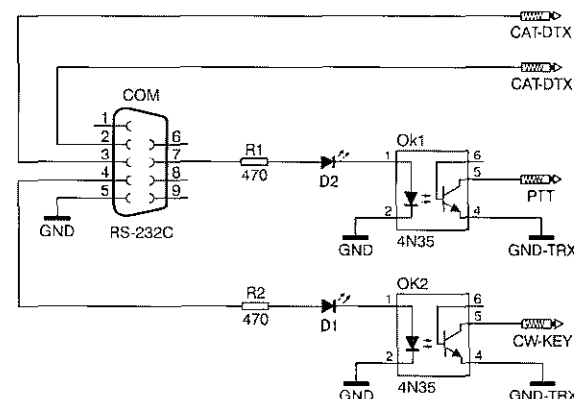 CAT-DTX
CAT-DTX
COM
1
2
3
4
5
6
7
8
9
GND
RS-232C
R1
470
D2
Ok1
1
2
6
5
4
PTT
GND
4N35
GND-TRX
R2
470
D1
OK2
1
2
6
5
4
CW-KEY
GND
4N35
GND-TRX